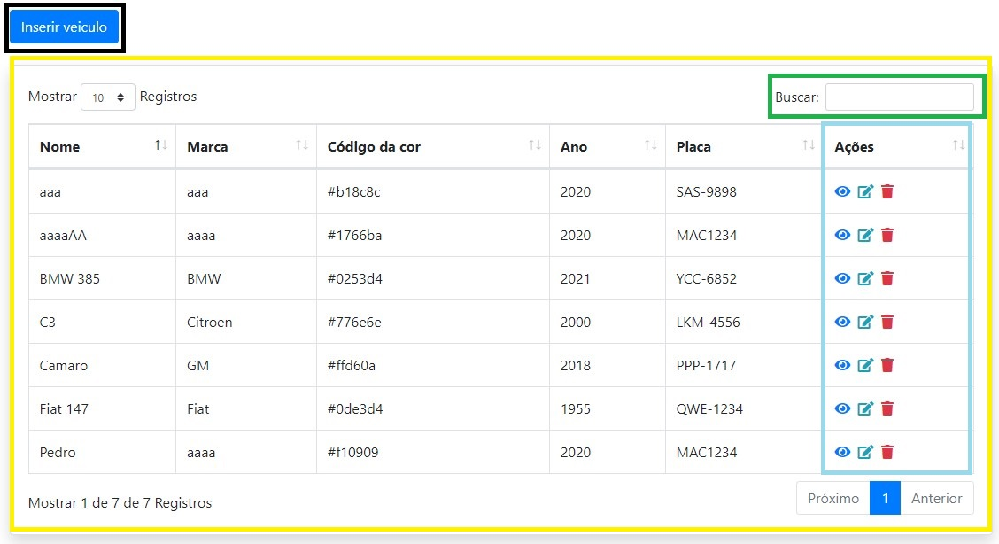 Inserir veiculo
Mostrar 10 Registros
Buscar:
Nome Marca Código da cor Ano Placa Ações
aaa aaa #b18c8c 2020 SAS-9898
aaaaAA aaaa #1766ba 2020 MAC1234
BMW 385 BMW #0253d4 2021 YCC-6852
C3 Citroen #776e6e 2000 LKM-4556
Camaro GM #ffd60a 2018 PPP-1717
Fiat 147 Fiat #0de3d4 1955 QWE-1234
Pedro aaaa #f10909 2020 MAC1234
Mostrar 1 de 7 de 7 Registros
Próximo 1 Anterior